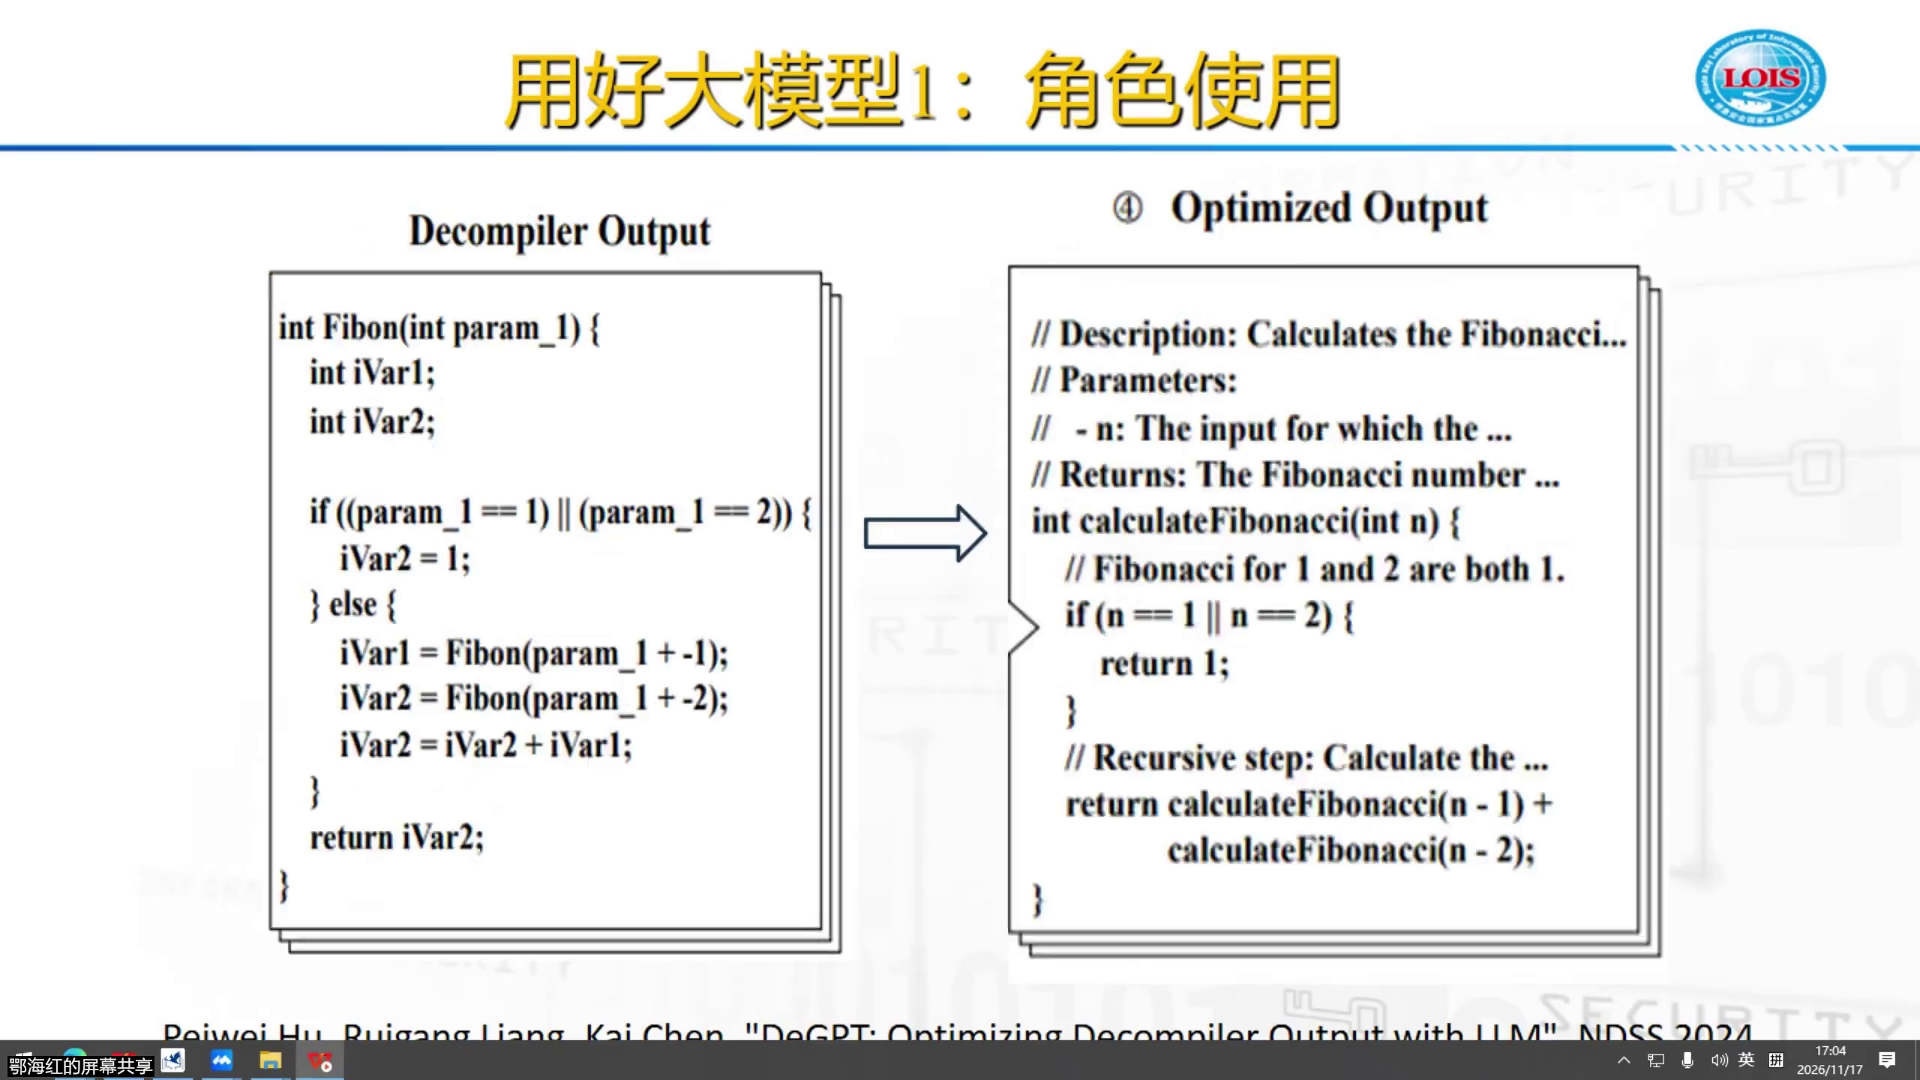 用好大模型1：角色使用
LOIS
Decompiler Output
int Fibon(int param_1) {
int iVar1;
int iVar2;
if ((param_1 == 1) || (param_1 == 2)) {
iVar2 = 1;
} else {
iVar1 = Fibon(param_1 + -1);
iVar2 = Fibon(param_1 + -2);
iVar2 = iVar2 + iVar1;
}
return iVar2;
}
④ Optimized Output
// Description: Calculates the Fibonacci...
// Parameters:
// - n: The input for which the ...
// Returns: The Fibonacci number ...
int calculateFibonacci(int n) {
// Fibonacci for 1 and 2 are both 1.
if (n == 1 || n == 2) {
return 1;
}
// Recursive step: Calculate the ...
return calculateFibonacci(n - 1) +
calculateFibonacci(n - 2);
}
Peiwei Hu, Ruigang Liang, Kai Chen. "DeGPT: Optimizing Decompiler Output with LLM". NDSS 2024
鄂海红的屏幕共享
英
拼
17:04
2026/11/17